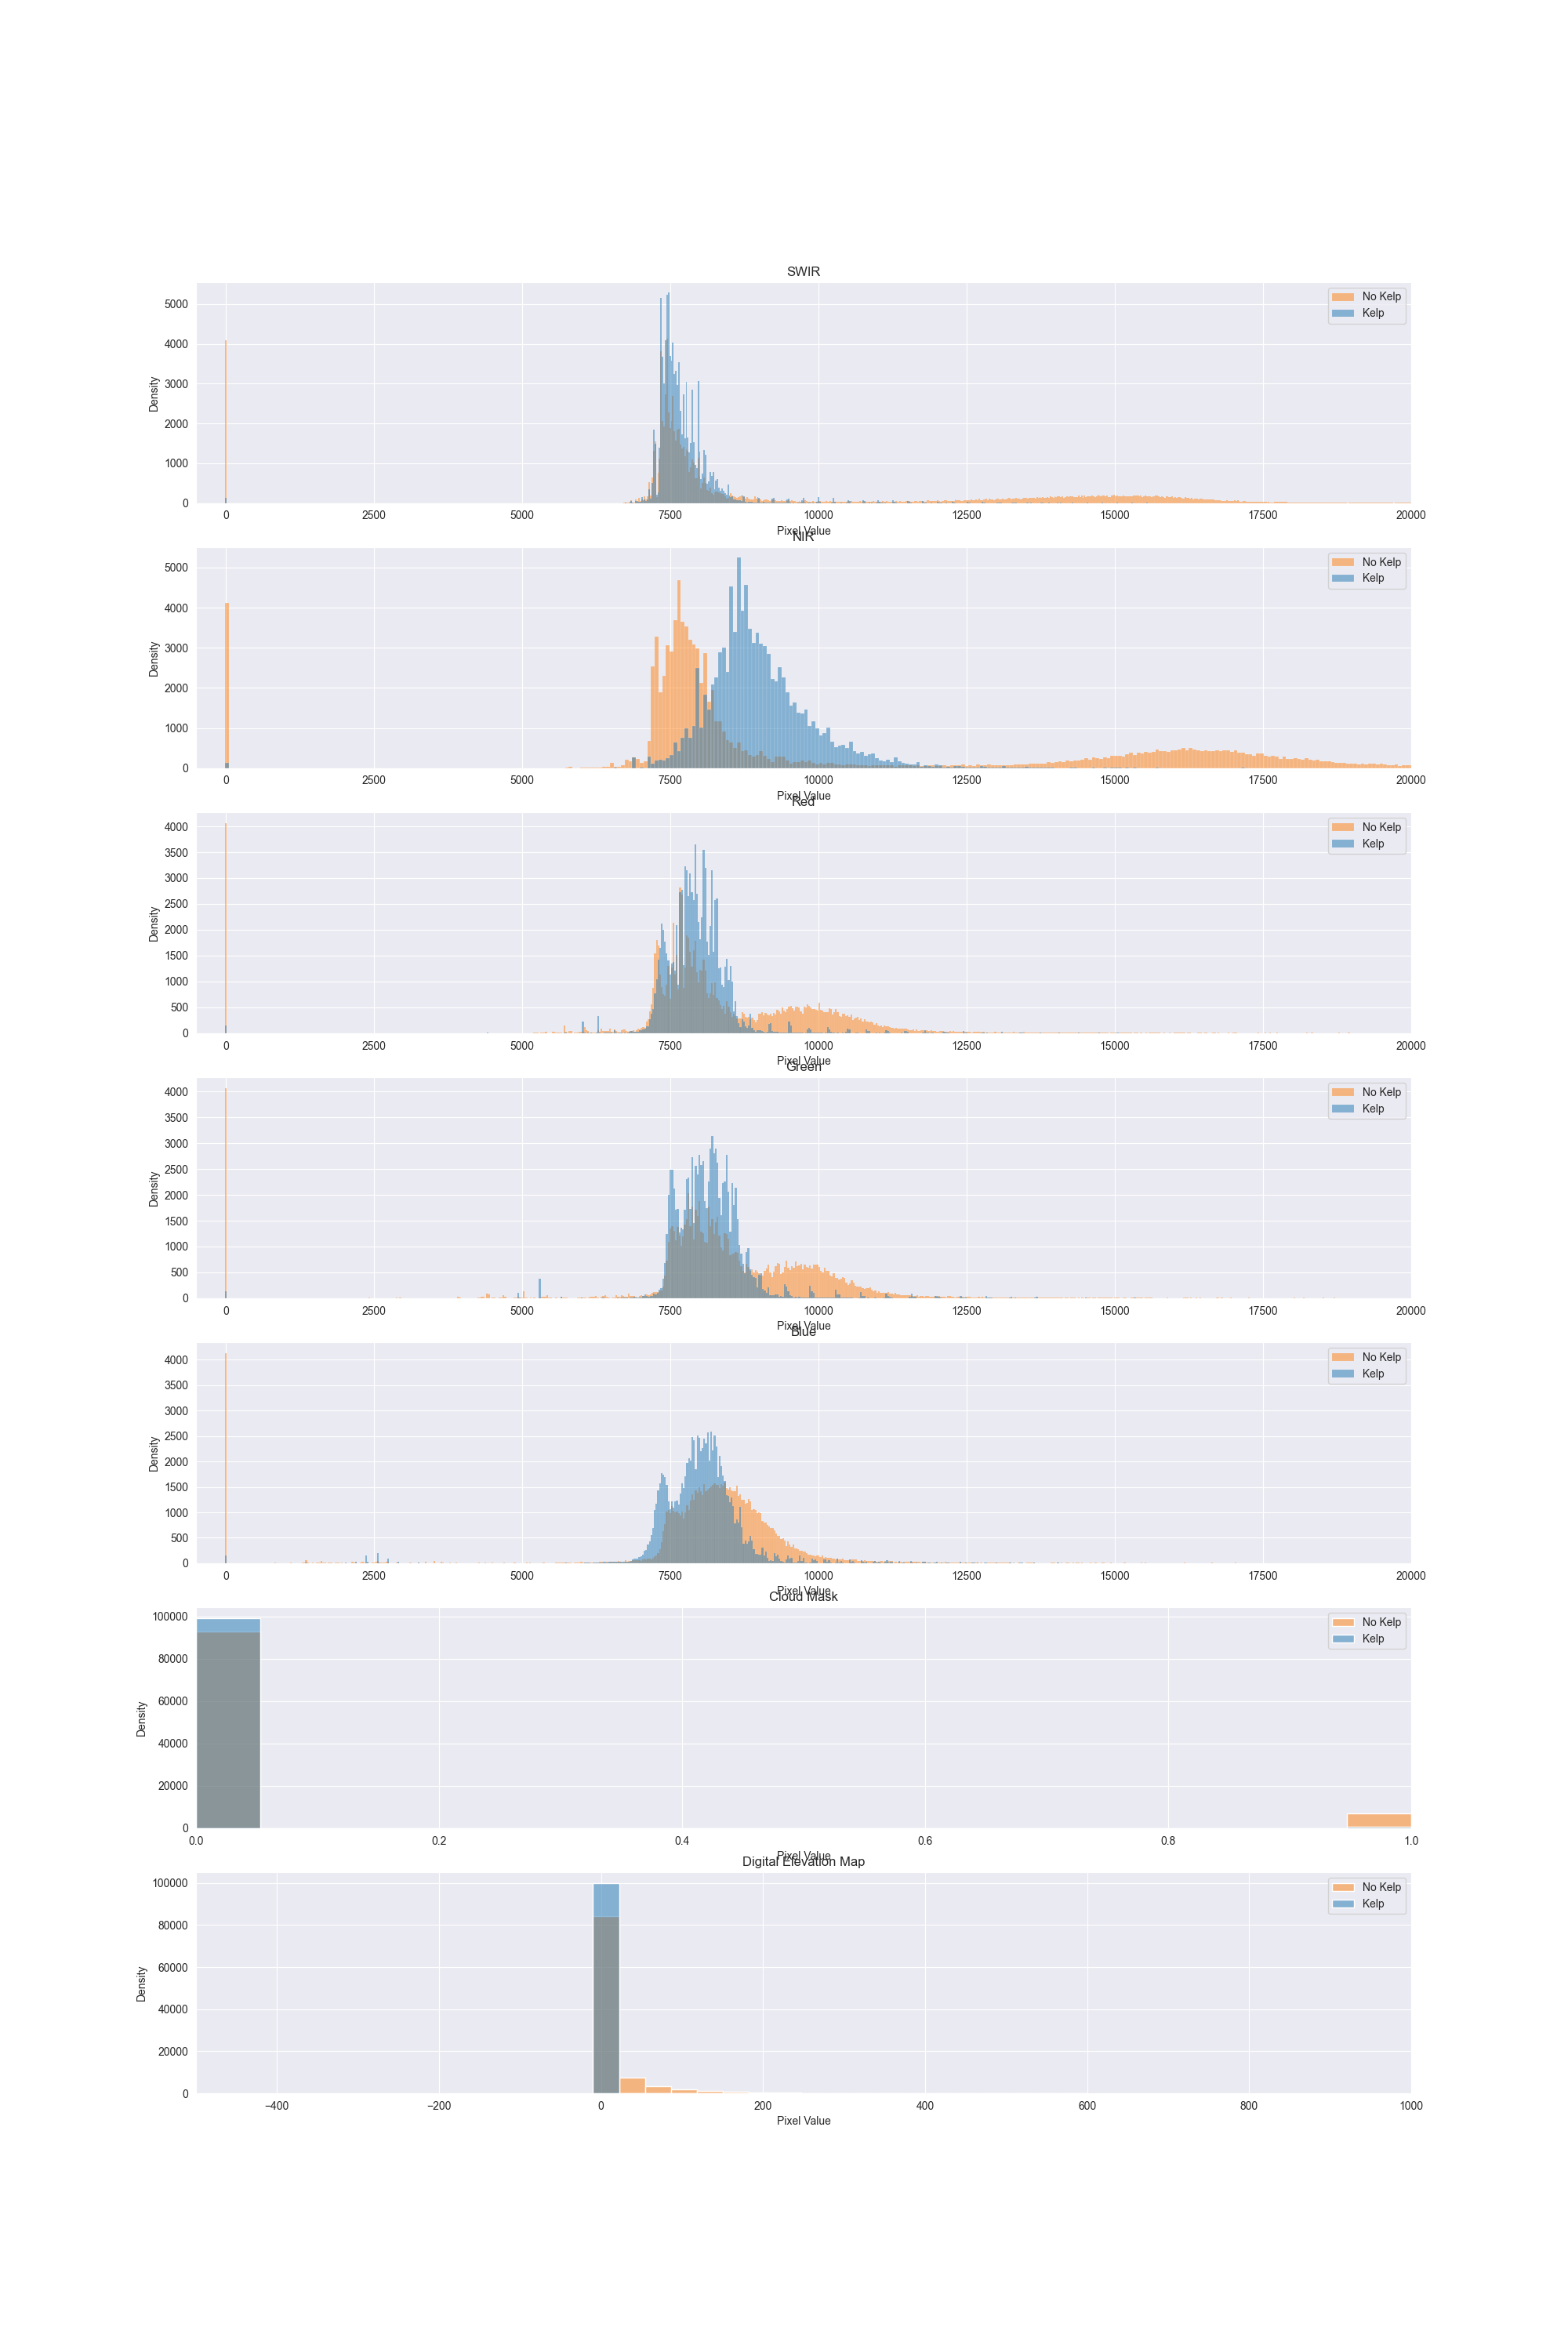 SWIR
No Kelp
Kelp
Density
5000
4000
3000
2000
1000
0
0 2500 5000 7500 10000 12500 15000 17500 20000
Pixel Value
NIR
No Kelp
Kelp
Density
5000
4000
3000
2000
1000
0
0 2500 5000 7500 10000 12500 15000 17500 20000
Pixel Value
Red
No Kelp
Kelp
Density
4000
3500
3000
2500
2000
1500
1000
500
0
0 2500 5000 7500 10000 12500 15000 17500 20000
Pixel Value
Green
No Kelp
Kelp
Density
4000
3500
3000
2500
2000
1500
1000
500
0
0 2500 5000 7500 10000 12500 15000 17500 20000
Pixel Value
Blue
No Kelp
Kelp
Density
4000
3500
3000
2500
2000
1500
1000
500
0
0 2500 5000 7500 10000 12500 15000 17500 20000
Pixel Value
Cloud Mask
No Kelp
Kelp
Density
100000
80000
60000
40000
20000
0
0.0 0.2 0.4 0.6 0.8 1.0
Pixel Value
Digital Elevation Map
No Kelp
Kelp
Density
100000
80000
60000
40000
20000
0
−400 −200 0 200 400 600 800 1000
Pixel Value